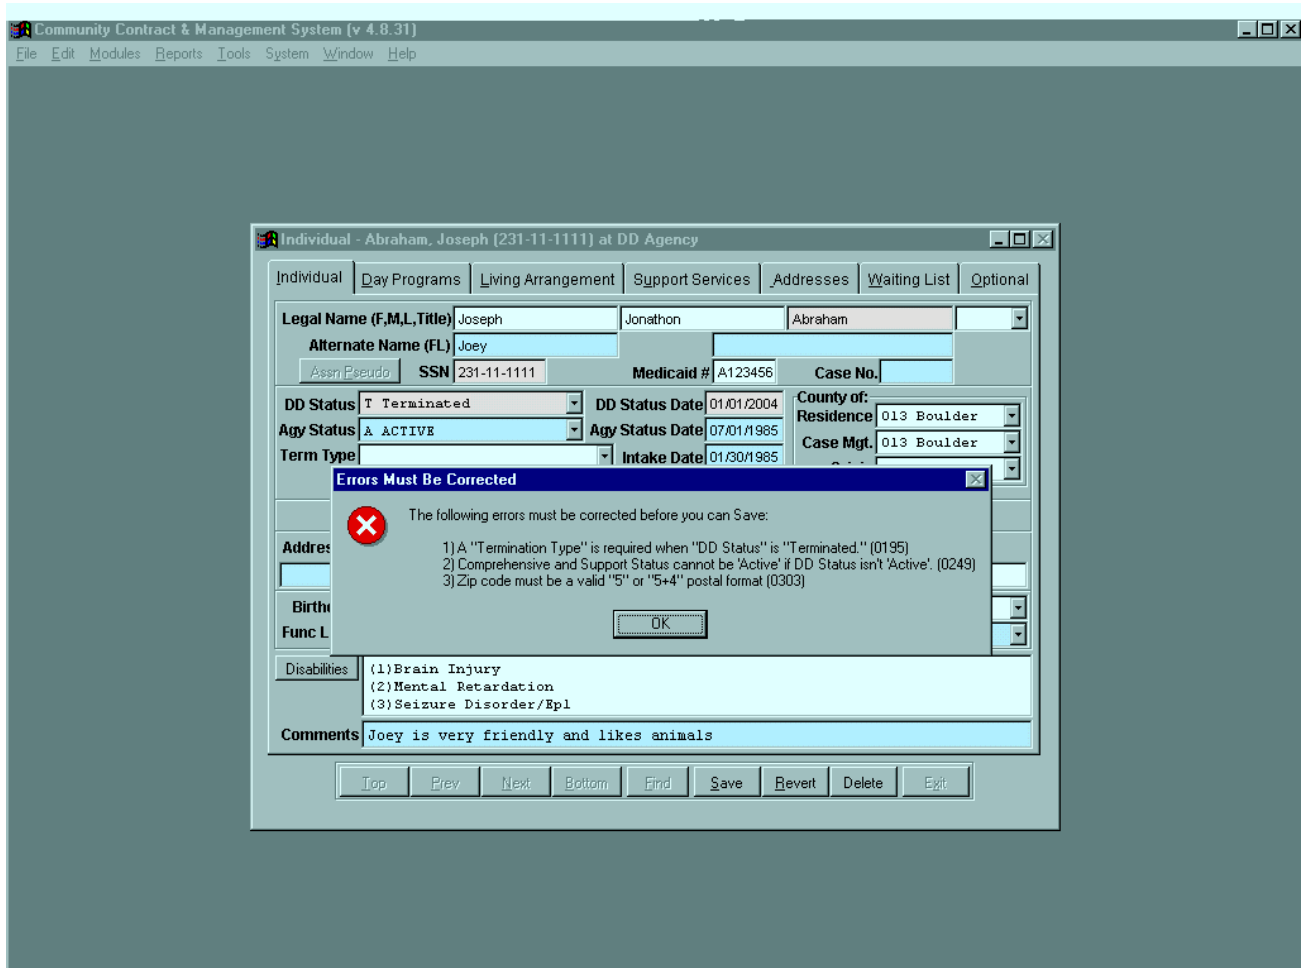 Community Contract & Management System (v 4.8.31)
File Edit Modules Reports Tools System Window Help
Individual - Abraham, Joseph (231-11-1111) at DD Agency
Individual Day Programs Living Arrangement Support Services Addresses Waiting List Optional
Legal Name (F,M,L,Title) Joseph Jonathon Abraham
Alternate Name (FL) Joey
Assn Pseudo SSN 231-11-1111 Medicaid # A123456 Case No.
DD Status T Terminated DD Status Date 01/01/2004 County of:
Residence 013 Boulder
Agy Status A ACTIVE Agy Status Date 07/01/1985
Case Mgt. 013 Boulder
Term Type Intake Date 01/30/1985
Errors Must Be Corrected
The following errors must be corrected before you can Save:
1) A "Termination Type" is required when "DD Status" is "Terminated." (0195)
2) Comprehensive and Support Status cannot be 'Active' if DD Status isn't 'Active'. (0249)
3) Zip code must be a valid "5" or "5+4" postal format (0303)
OK
Addres
Birthd
Func L
Disabilities (1)Brain Injury
(2)Mental Retardation
(3)Seizure Disorder/Epl
Comments Joey is very friendly and likes animals
Top Prev Next Bottom Find Save Revert Delete Exit